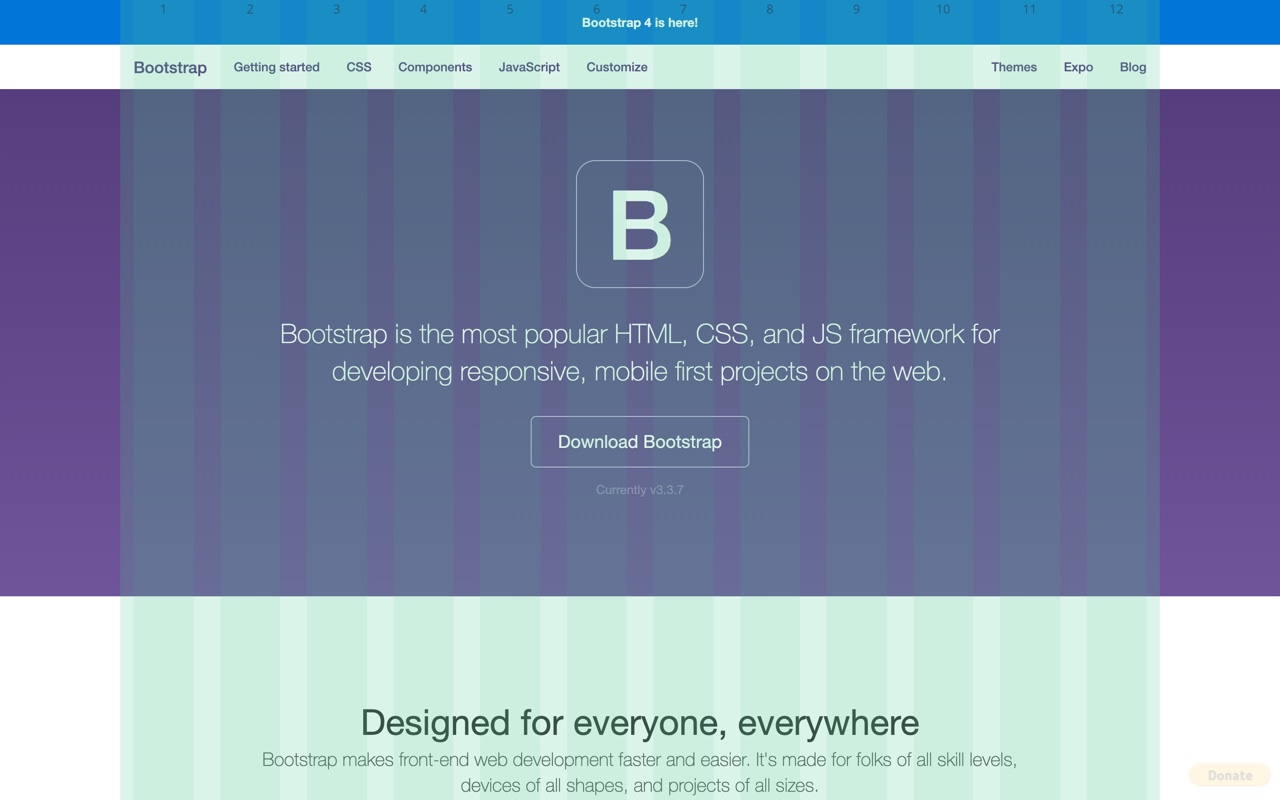 1 2 3 4 5 6 7 8 9 10 11 12
Bootstrap 4 is here!
Bootstrap Getting started CSS Components JavaScript Customize Themes Expo Blog
B
Bootstrap is the most popular HTML, CSS, and JS framework for
developing responsive, mobile first projects on the web.
Download Bootstrap
Currently v3.3.7
Designed for everyone, everywhere
Bootstrap makes front-end web development faster and easier. It's made for folks of all skill levels,
devices of all shapes, and projects of all sizes.
Donate